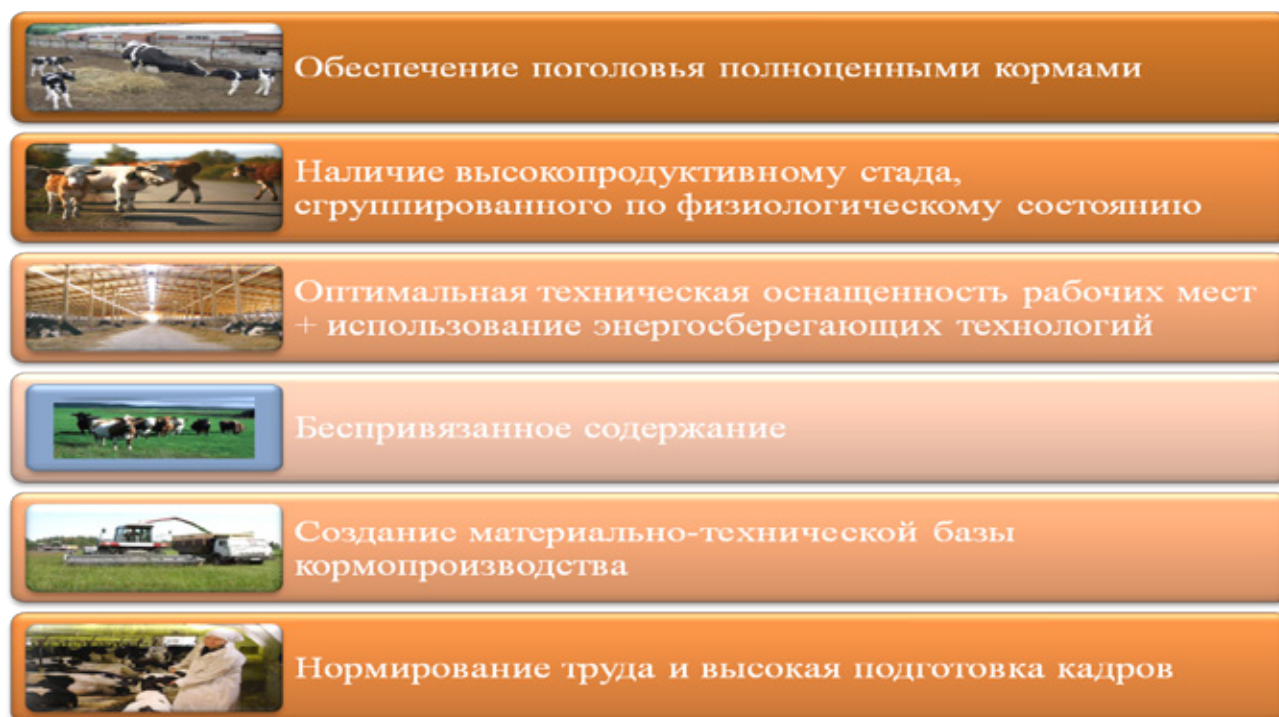 Обеспечение поголовья полноценными кормами
Наличие высокопродуктивному стада,
сгруппированного по физиологическому состоянию
Оптимальная техническая оснащенность рабочих мест
+ использование энергосберегающих технологий
Беспривязанное содержание
Создание материально-технической базы
кормопроизводства
Нормирование труда и высокая подготовка кадров